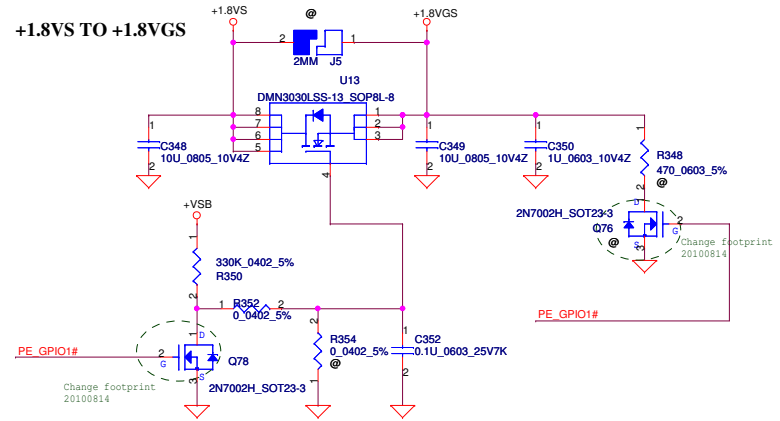 +1.8VS TO +1.8VGS
+1.8VS
@
+1.8VGS
2
1
2MM J5
U13
DMN3030LSS-13_SOP8L-8
8
7
6
5
1
2
3
4
1
C348
10U_0805_10V4Z
2
1
C349
10U_0805_10V4Z
2
1
C350
1U_0603_10V4Z
2
1
R348
470_0603_5%
@
2
+VSB
1
330K_0402_5%
R350
2
2N7002H_SOT23-3
D
1
Q76
@
2
G
S
3
Change footprint
20100814
PE_GPIO1#
1
R352
2
0_0402_5%
2
R354
0_0402_5%
@
1
1
C352
0.1U_0603_25V7K
2
PE_GPIO1#
2
G
1
D
Q78
S
3
2N7002H_SOT23-3
Change footprint
20100814